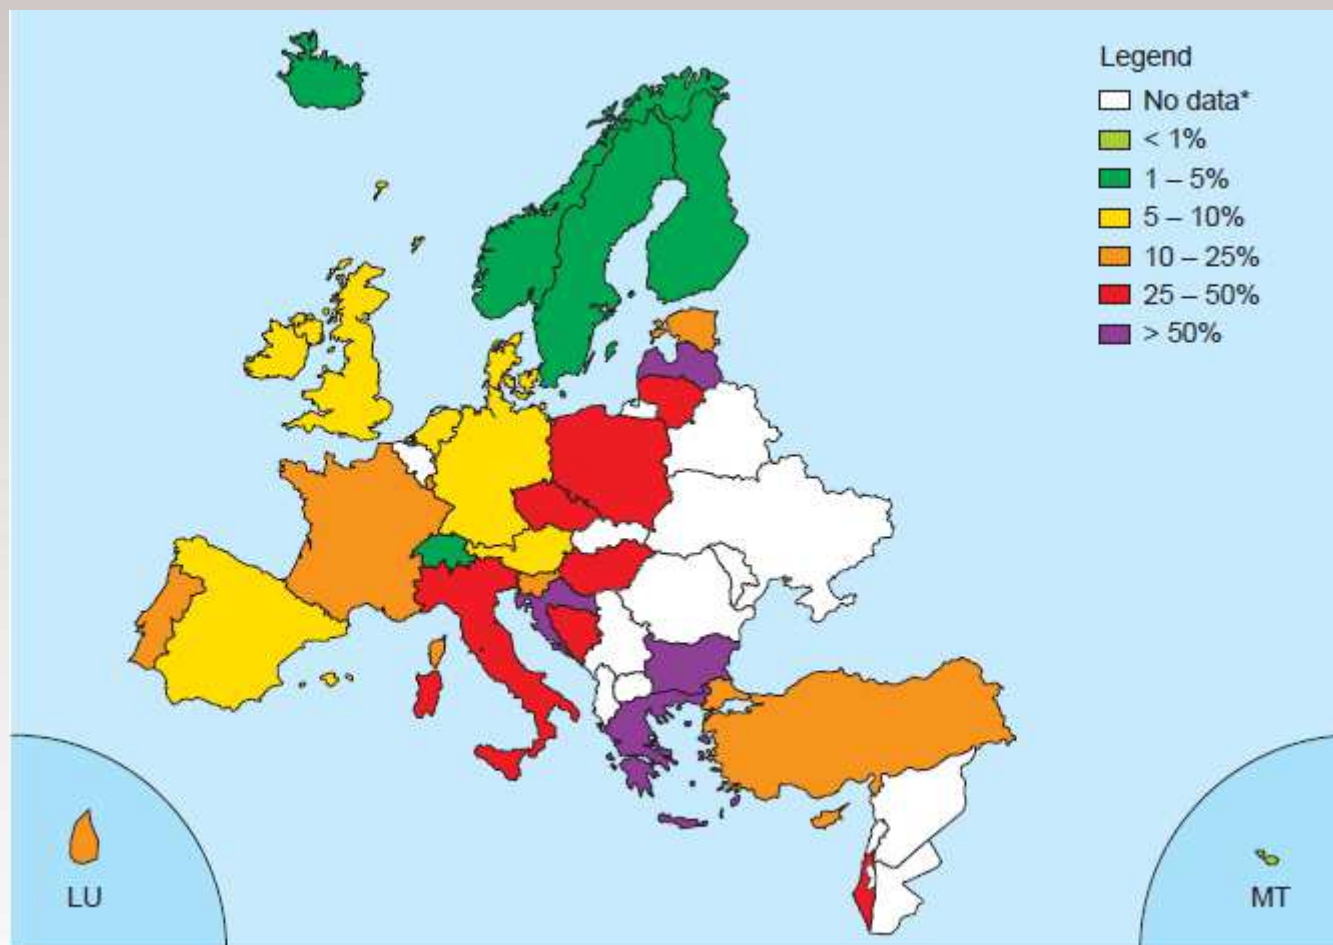 Legend
No data*
< 1%
1 – 5%
5 – 10%
10 – 25%
25 – 50%
> 50%
LU
MT